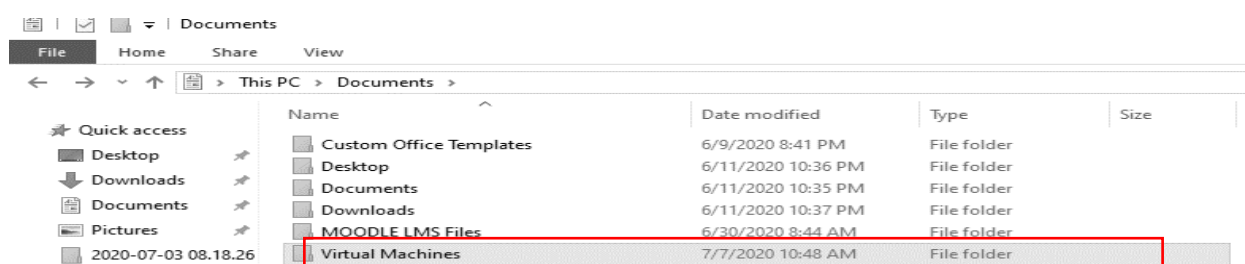 Documents
File Home Share View
This PC > Documents >
Name Date modified Type Size
Quick access
Custom Office Templates 6/9/2020 8:41 PM File folder
Desktop
Desktop 6/11/2020 10:36 PM File folder
Downloads
Documents 6/11/2020 10:35 PM File folder
Documents
Downloads 6/11/2020 10:37 PM File folder
Pictures
MOODLE LMS Files 6/30/2020 8:44 AM File folder
2020-07-03 08.18.26
Virtual Machines 7/7/2020 10:48 AM File folder